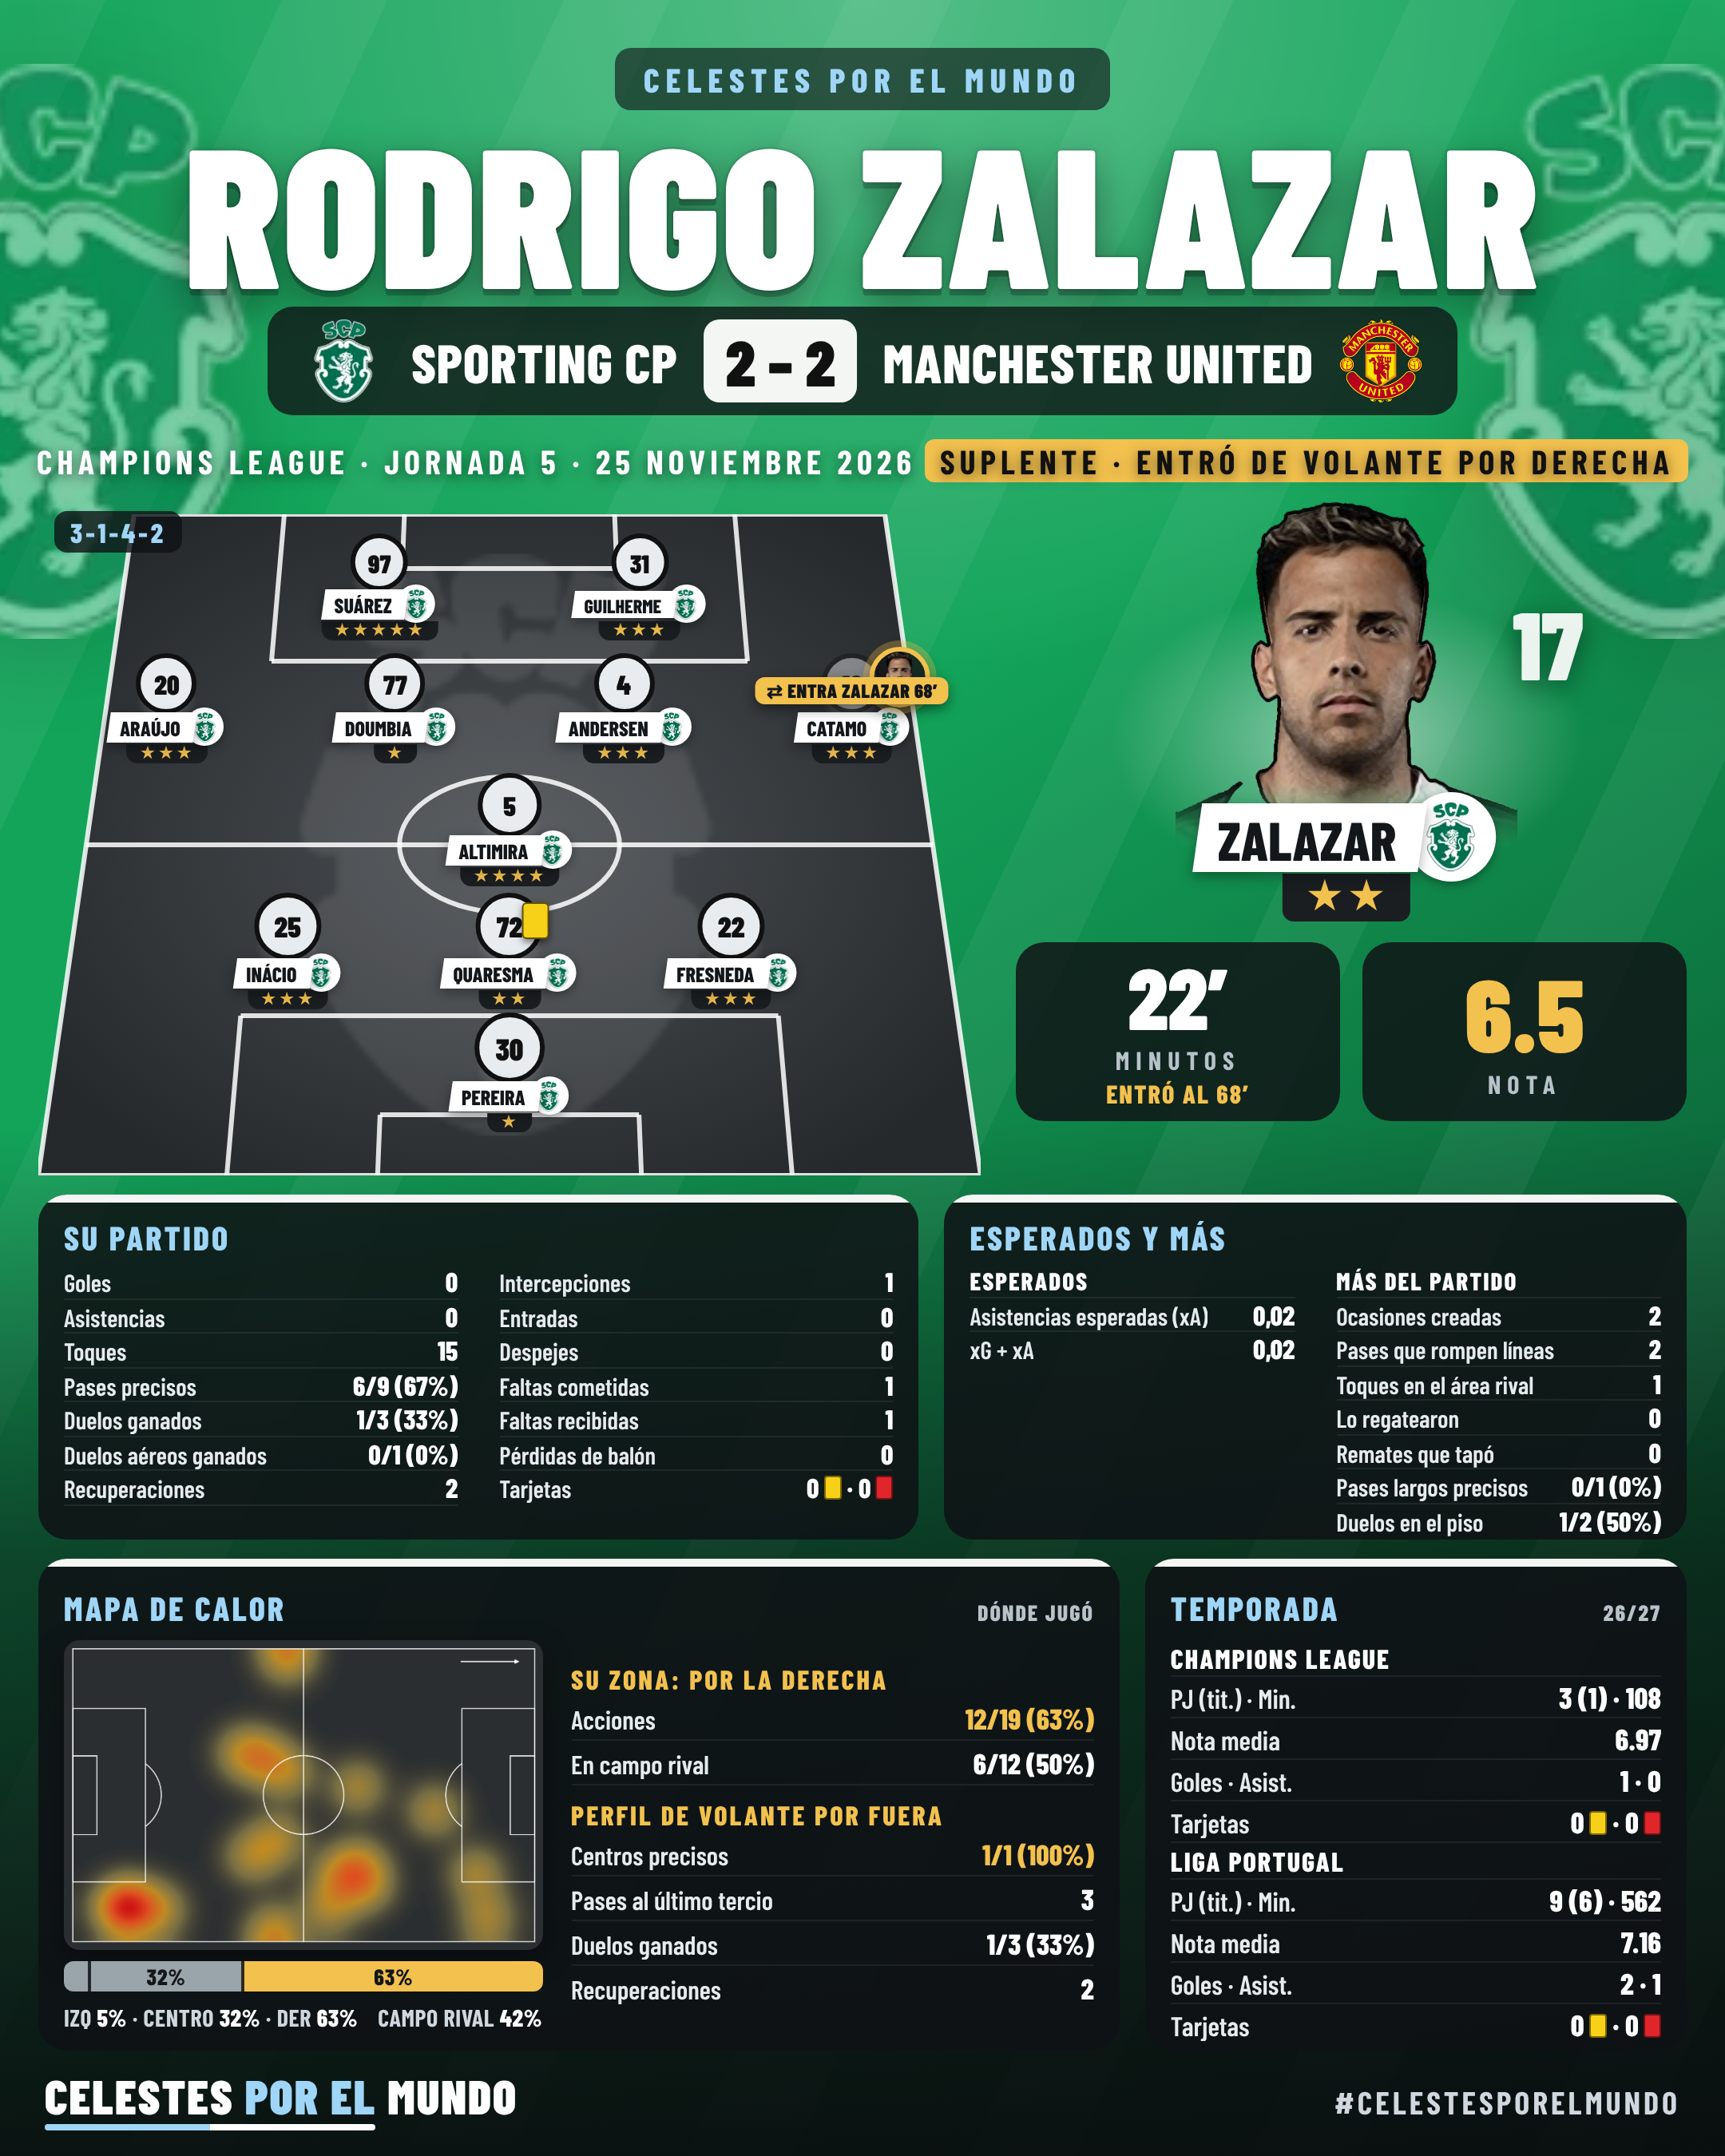 CELESTES POR EL MUNDO
RODRIGO ZALAZAR
SPORTING CP 2 - 2 MANCHESTER UNITED
CHAMPIONS LEAGUE · JORNADA 5 · 25 NOVIEMBRE 2026 SUPLENTE · ENTRÓ DE VOLANTE POR DERECHA
3-1-4-2
97 31
SUÁREZ GUILHERME
★★★★★ ★★★
20 77 4
⇄ ENTRA ZALAZAR 68'
ARAÚJO DOUMBIA ANDERSEN CATAMO
★★★ ★ ★★★ ★★★
5
ALTIMIRA
★★★★
25 72 22
INÁCIO QUARESMA FRESNEDA
★★★ ★★ ★★★
30
PEREIRA
★
17
ZALAZAR
★★
22'
MINUTOS
ENTRÓ AL 68'
6.5
NOTA
SU PARTIDO
Goles 0
Asistencias 0
Toques 15
Pases precisos 6/9 (67%)
Duelos ganados 1/3 (33%)
Duelos aéreos ganados 0/1 (0%)
Recuperaciones 2
Intercepciones 1
Entradas 0
Despejes 0
Faltas cometidas 1
Faltas recibidas 1
Pérdidas de balón 0
Tarjetas 0 · 0
ESPERADOS Y MÁS
ESPERADOS
Asistencias esperadas (xA) 0,02
xG + xA 0,02
MÁS DEL PARTIDO
Ocasiones creadas 2
Pases que rompen líneas 2
Toques en el área rival 1
Lo regatearon 0
Remates que tapó 0
Pases largos precisos 0/1 (0%)
Duelos en el piso 1/2 (50%)
MAPA DE CALOR DÓNDE JUGÓ
32% 63%
IZQ 5% · CENTRO 32% · DER 63% CAMPO RIVAL 42%
SU ZONA: POR LA DERECHA
Acciones 12/19 (63%)
En campo rival 6/12 (50%)
PERFIL DE VOLANTE POR FUERA
Centros precisos 1/1 (100%)
Pases al último tercio 3
Duelos ganados 1/3 (33%)
Recuperaciones 2
TEMPORADA 26/27
CHAMPIONS LEAGUE
PJ (tit.) · Min. 3 (1) · 108
Nota media 6.97
Goles · Asist. 1 · 0
Tarjetas 0 · 0
LIGA PORTUGAL
PJ (tit.) · Min. 9 (6) · 562
Nota media 7.16
Goles · Asist. 2 · 1
Tarjetas 0 · 0
CELESTES POR EL MUNDO
#CELESTESPORELMUNDO